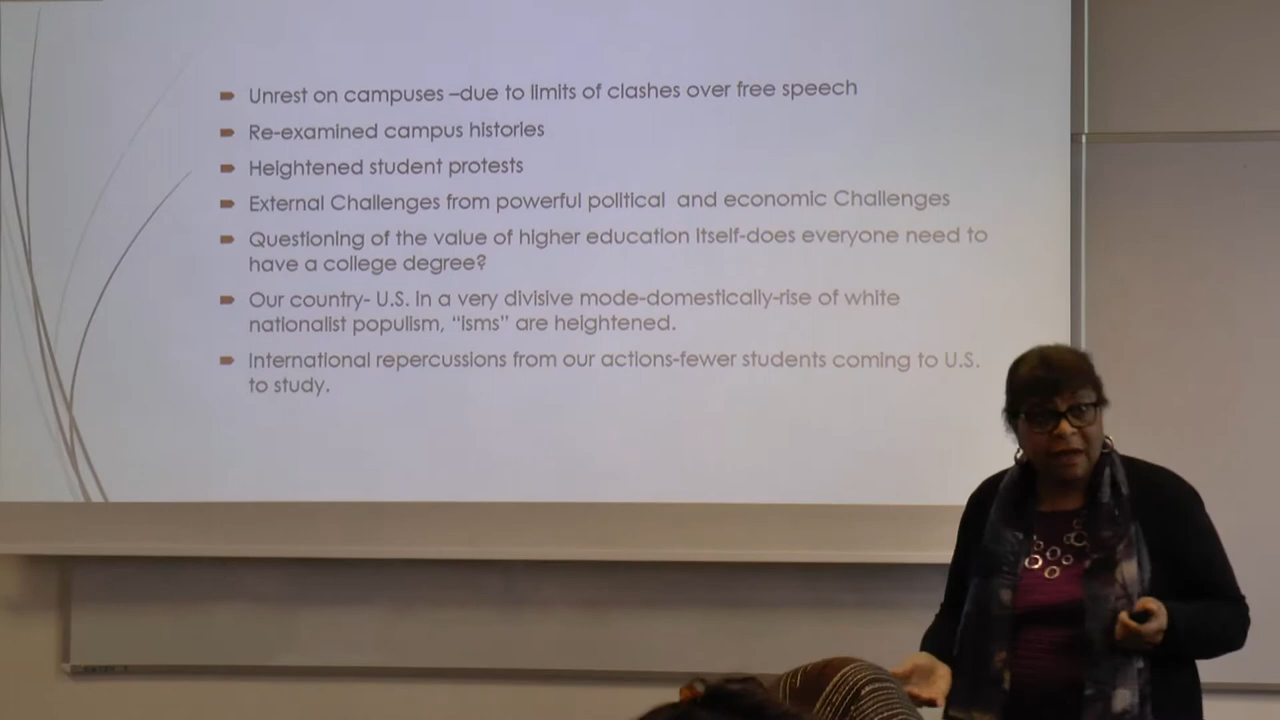 Unrest on campuses –due to limits of clashes over free speech
Re-examined campus histories
Heightened student protests
External Challenges from powerful political and economic Challenges
Questioning of the value of higher education itself-does everyone need to
have a college degree?
Our country- U.S. in a very divisive mode-domestically-rise of white
nationalist populism, “isms” are heightened.
International repercussions from our actions-fewer students coming to U.S.
to study.